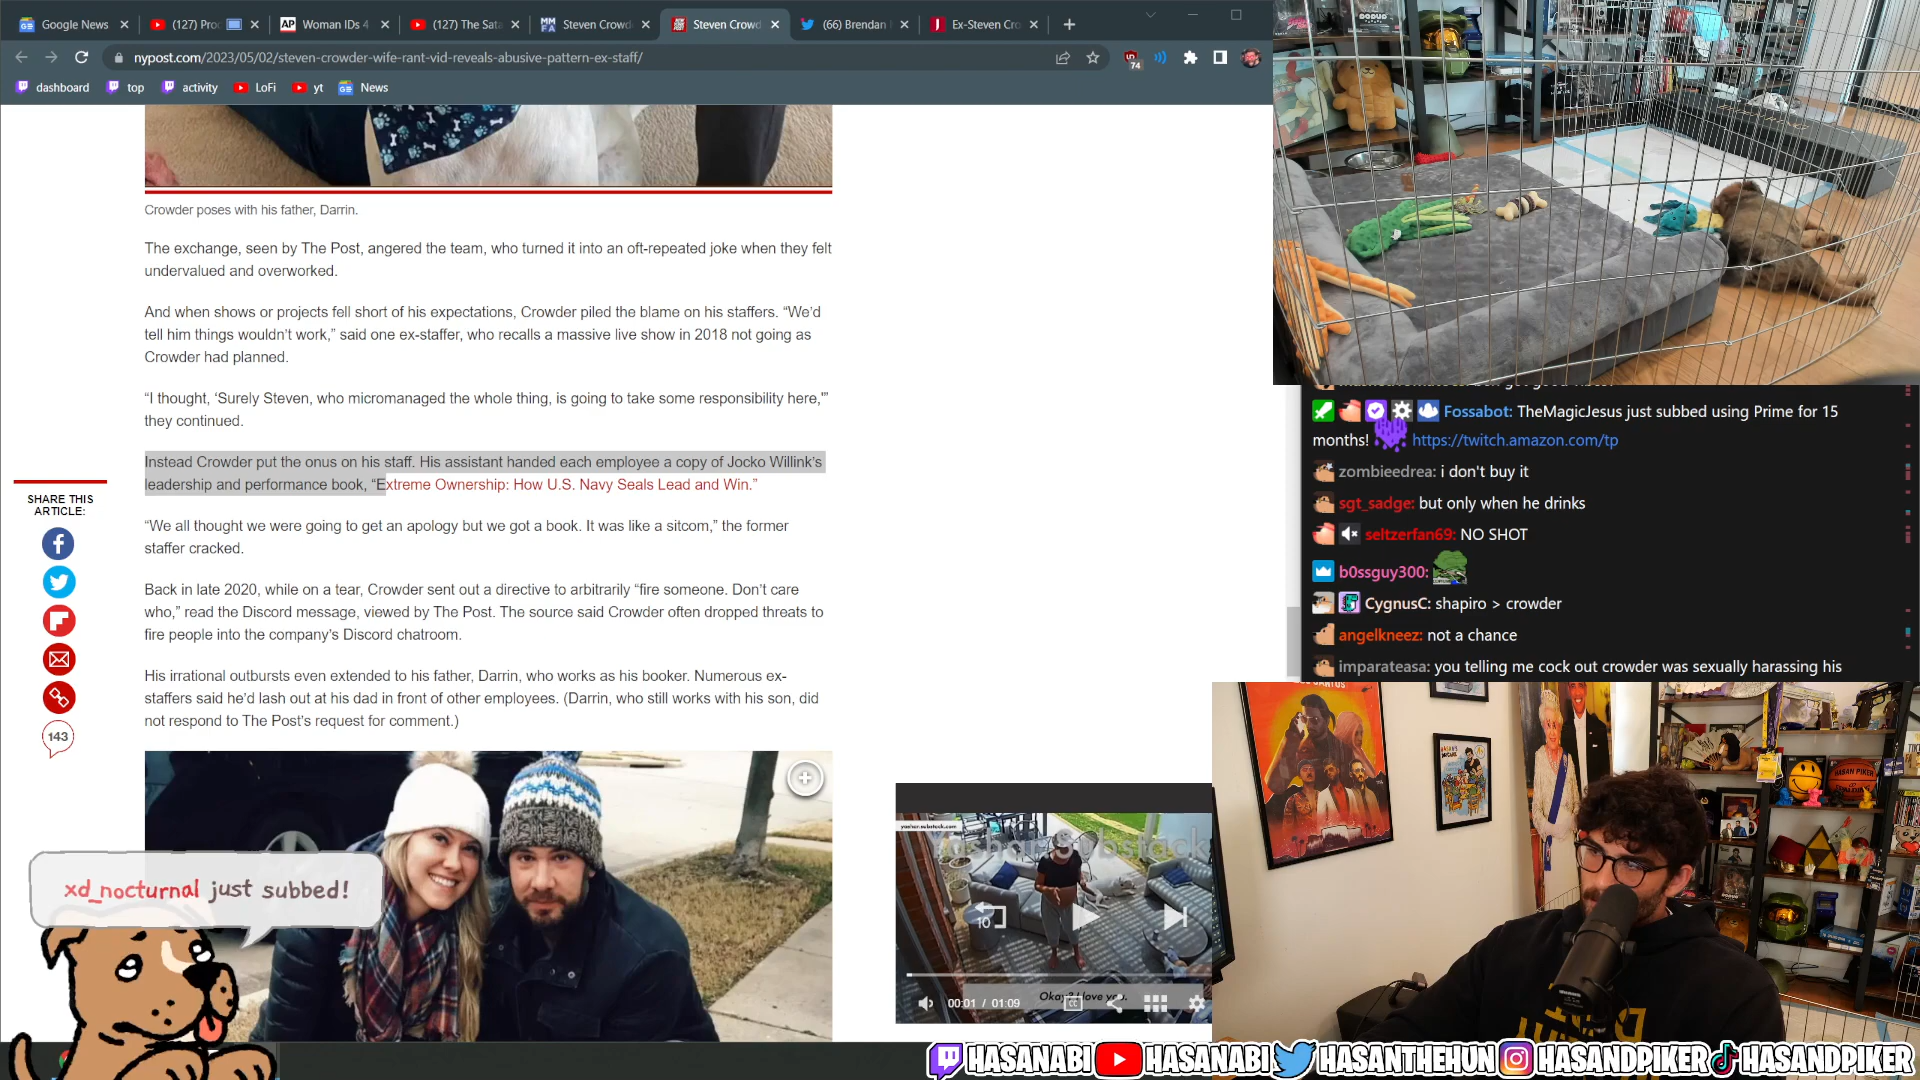 Google News
(127) Pro
Woman IDs 4
(127) The Sata
Steven Crowd
Steven Crowd
(66) Brendan
Ex-Steven Cro
nypost.com/2023/05/02/steven-crowder-wife-rant-vid-reveals-abusive-pattern-ex-staff/
74
dashboard
top
activity
LoFi
yt
News
Crowder poses with his father, Darrin.
The exchange, seen by The Post, angered the team, who turned it into an oft-repeated joke when they felt
undervalued and overworked.
And when shows or projects fell short of his expectations, Crowder piled the blame on his staffers. “We’d
tell him things wouldn’t work,” said one ex-staffer, who recalls a massive live show in 2018 not going as
Crowder had planned.
“I thought, ‘Surely Steven, who micromanaged the whole thing, is going to take some responsibility here,'”
they continued.
Instead Crowder put the onus on his staff. His assistant handed each employee a copy of Jocko Willink’s
leadership and performance book, “Extreme Ownership: How U.S. Navy Seals Lead and Win.”
“We all thought we were going to get an apology but we got a book. It was like a sitcom,” the former
staffer cracked.
Back in late 2020, while on a tear, Crowder sent out a directive to arbitrarily “fire someone. Don’t care
who,” read the Discord message, viewed by The Post. The source said Crowder often dropped threats to
fire people into the company’s Discord chatroom.
His irrational outbursts even extended to his father, Darrin, who works as his booker. Numerous ex-
staffers said he’d lash out at his dad in front of other employees. (Darrin, who still works with his son, did
not respond to The Post’s request for comment.)
SHARE THIS
ARTICLE:
143
xd_nocturnal just subbed!
yashar.substack.com
10
Okay? I love you.
00:01 / 01:09
CC
Fossabot: TheMagicJesus just subbed using Prime for 15
months! https://twitch.amazon.com/tp
zombieedrea: i don't buy it
sgt_sadge: but only when he drinks
seltzerfan69: NO SHOT
b0ssguy300:
CygnusC: shapiro > crowder
angelkneez: not a chance
imparateasa: you telling me cock out crowder was sexually harassing his
HASAN PIKER
HASANABI
HASANABI
HASANTHEHUN
HASANDPIKER
HASANDPIKER